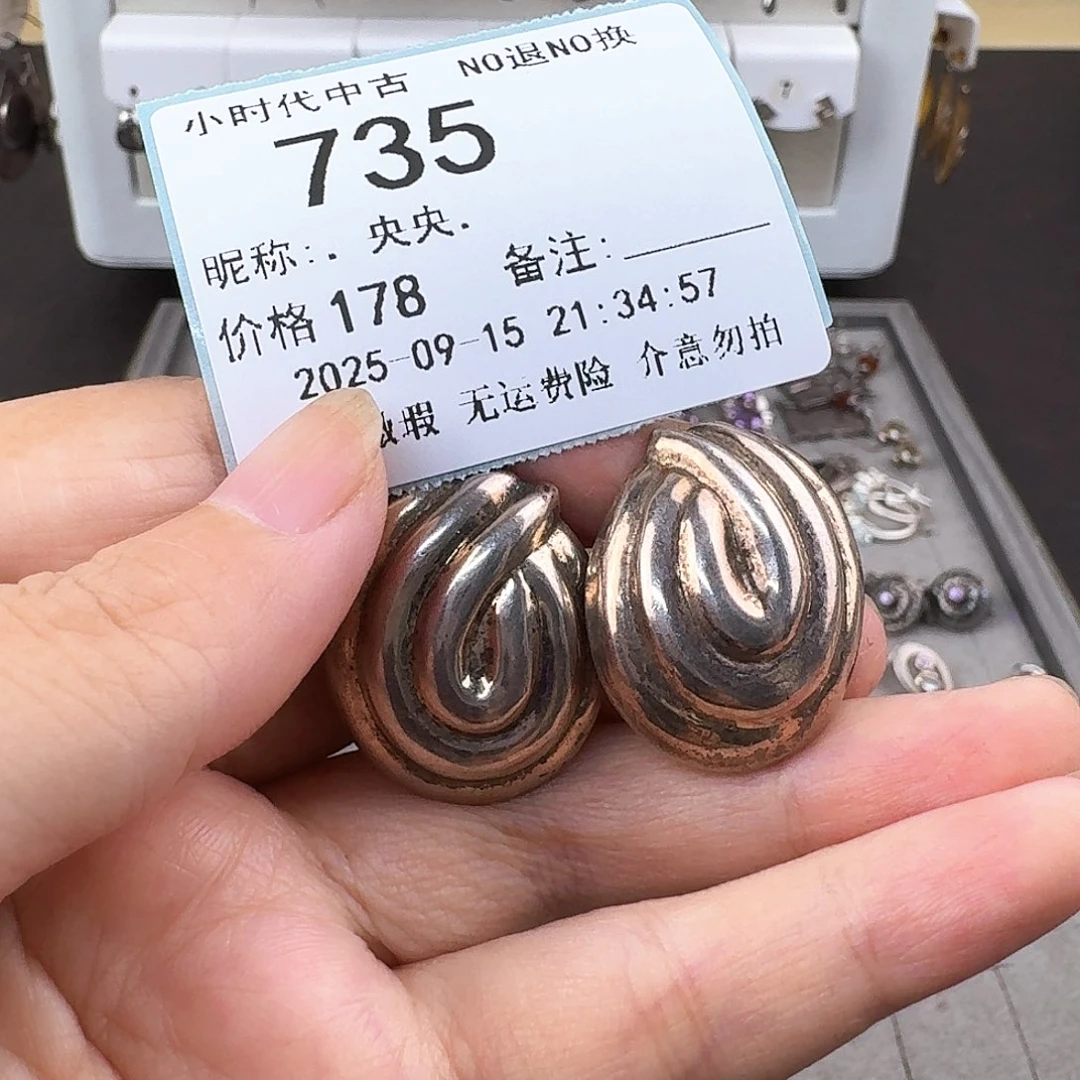 小时代中古 NO退NO换
735
昵称:. 央央.
价格 178 备注:
2025-09-15 21:34:57
瑕 无运费险 介意勿拍